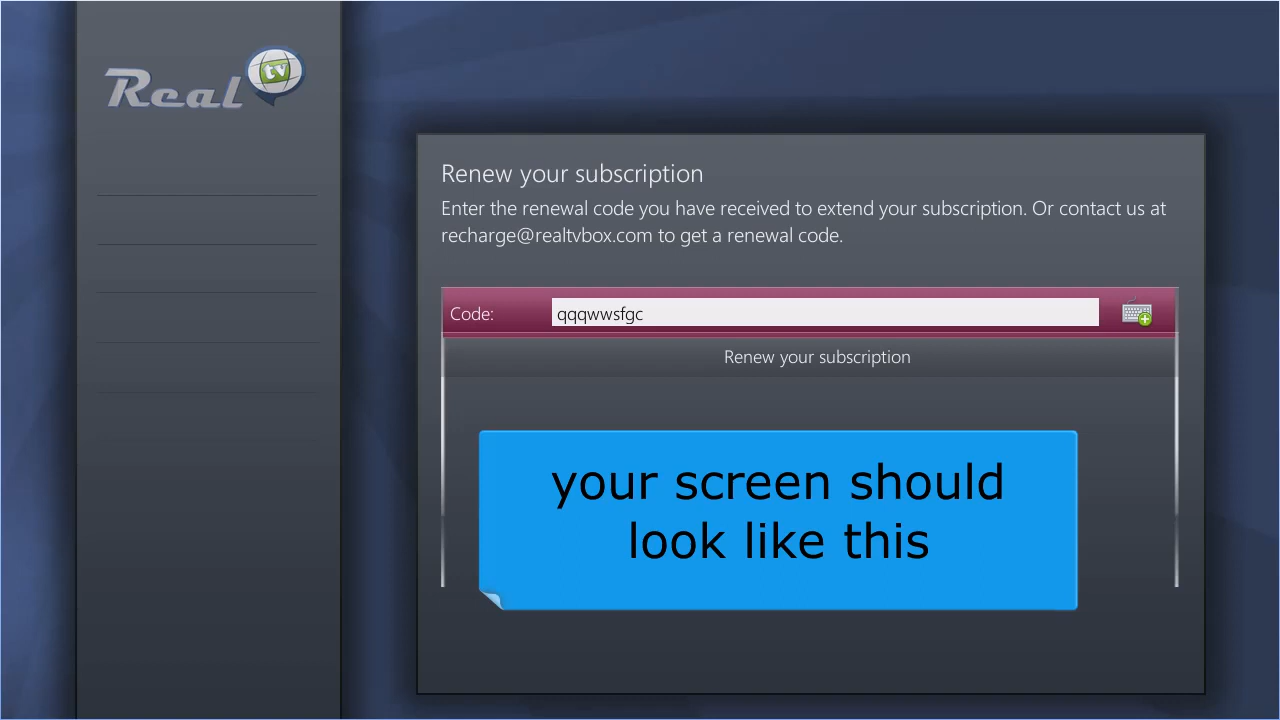 Real tv
Renew your subscription
Enter the renewal code you have received to extend your subscription. Or contact us at
recharge@realtvbox.com to get a renewal code.
Code: qqqwwsfgc
Renew your subscription
your screen should
look like this